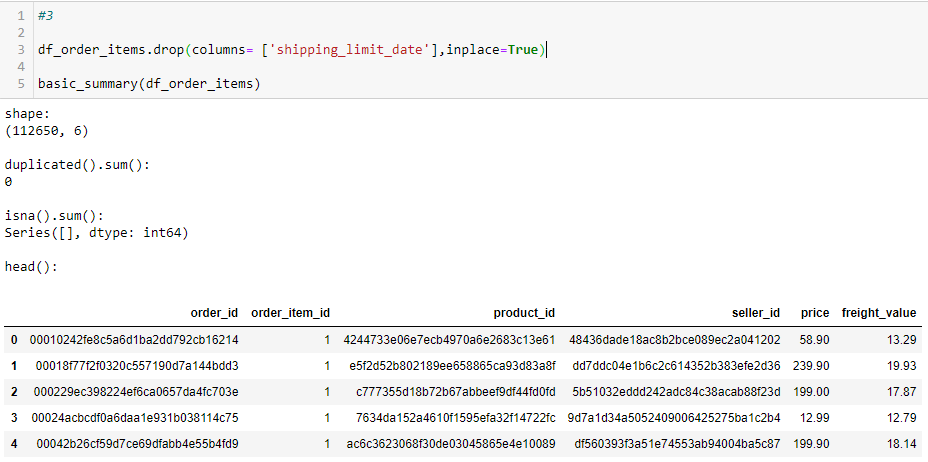 1 #3
2
3 df_order_items.drop(columns= ['shipping_limit_date'],inplace=True)
4
5 basic_summary(df_order_items)
shape:
(112650, 6)
duplicated().sum():
0
isna().sum():
Series([], dtype: int64)
head():
order_id order_item_id product_id seller_id price freight_value
0 00010242fe8c5a6d1ba2dd792cb16214 1 4244733e06e7ecb4970a6e2683c13e61 48436dade18ac8b2bce089ec2a041202 58.90 13.29
1 00018f77f2f0320c557190d7a144bdd3 1 e5f2d52b802189ee658865ca93d83a8f dd7ddc04e1b6c2c614352b383efe2d36 239.90 19.93
2 000229ec398224ef6ca0657da4fc703e 1 c777355d18b72b67abbeef9df44fd0fd 5b51032eddd242adc84c38acab88f23d 199.00 17.87
3 00024acbcdf0a6daa1e931b038114c75 1 7634da152a4610f1595efa32f14722fc 9d7a1d34a5052409006425275ba1c2b4 12.99 12.79
4 00042b26cf59d7ce69dfabb4e55b4fd9 1 ac6c3623068f30de03045865e4e10089 df560393f3a51e74553ab94004ba5c87 199.90 18.14